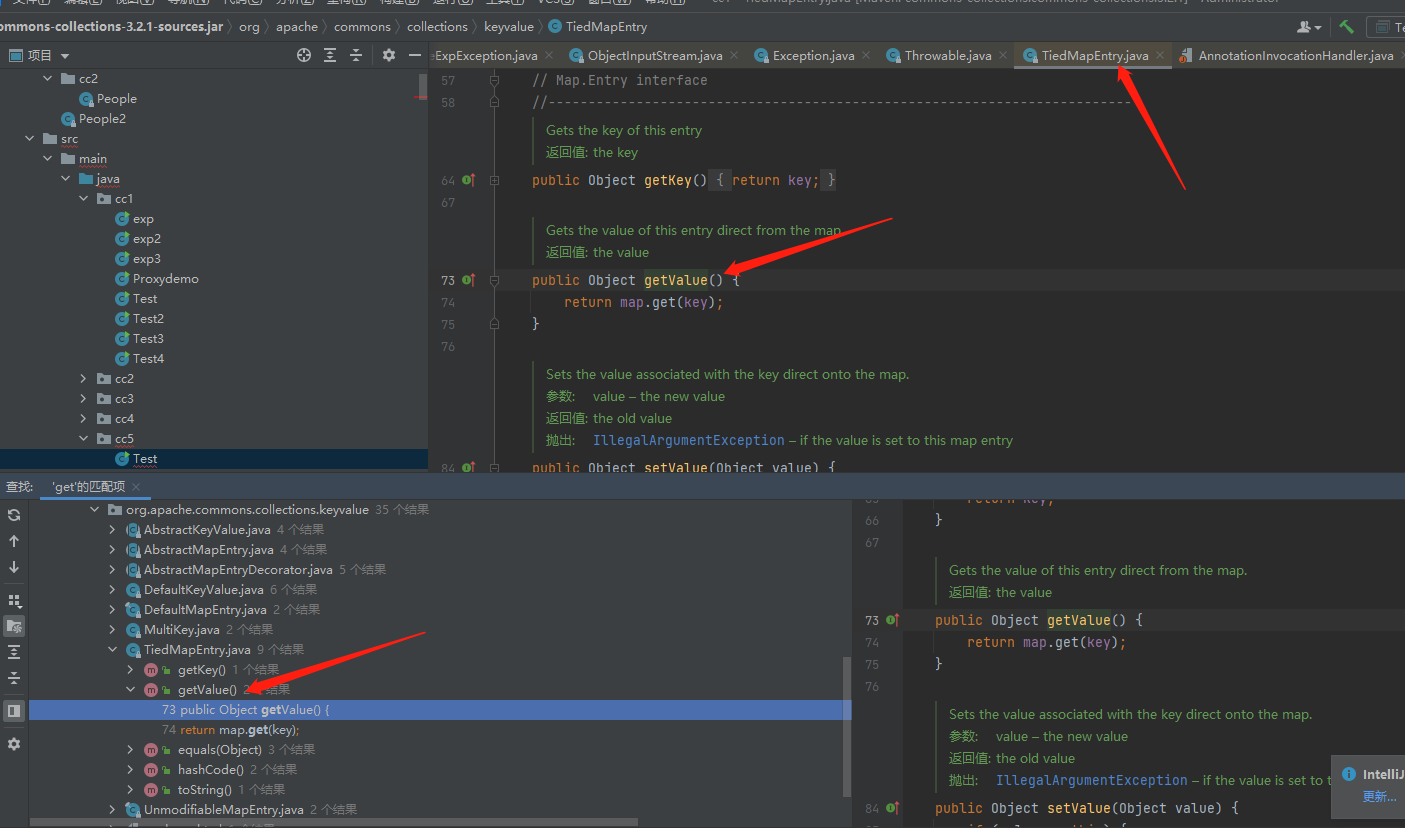 commons-collections-3.2.1-sources.jar org apache commons collections keyvalue TiedMapEntry
项目
ExpException.java ObjectInputStream.java Exception.java Throwable.java TiedMapEntry.java AnnotationInvocationHandler.java
cc2
People
People2
src
main
java
cc1
exp
exp2
exp3
Proxydemo
Test
Test2
Test3
Test4
cc2
cc3
cc4
cc5
Test
57 // Map.Entry interface
58 //-------------------------------------------------------------------------
Gets the key of this entry
返回值: the key
64 public Object getKey() { return key; }
67
Gets the value of this entry direct from the map.
返回值: the value
73 public Object getValue() {
74 return map.get(key);
75 }
76
Sets the value associated with the key direct onto the map.
参数: value – the new value
返回值: the old value
抛出: IllegalArgumentException – if the value is set to this map entry
84 public Object setValue(Object value) {
查找: 'get'的匹配项
org.apache.commons.collections.keyvalue 35 个结果
AbstractKeyValue.java 4 个结果
AbstractMapEntry.java 4 个结果
AbstractMapEntryDecorator.java 5 个结果
DefaultKeyValue.java 6 个结果
DefaultMapEntry.java 2 个结果
MultiKey.java 2 个结果
TiedMapEntry.java 9 个结果
getKey() 1 个结果
getValue() 2 个结果
73 public Object getValue() {
74 return map.get(key);
equals(Object) 3 个结果
hashCode() 2 个结果
toString() 1 个结果
UnmodifiableMapEntry.java 2 个结果
65 return key;
66 }
67
Gets the value of this entry direct from the map.
返回值: the value
73 public Object getValue() {
74 return map.get(key);
75 }
76
Sets the value associated with the key direct onto the map.
参数: value – the new value
返回值: the old value
抛出: IllegalArgumentException – if the value is set to t
84 public Object setValue(Object value) {
IntelliJ
更新...